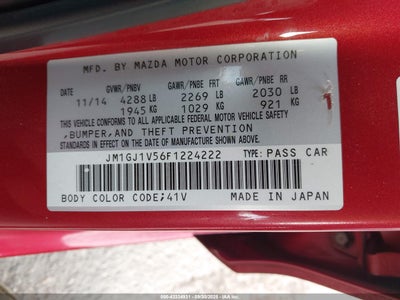 MFD. BY MAZDA MOTOR CORPORATION
GVWR/PNBV GAWR/PNBE FR GAWR/PNBE RR
11/14 4288 LB 2269 LB 2030 LB
1945 KG 1029 KG 921 KG
THIS VEHICLE CONFORMS TO ALL APPLICABLE FEDERAL MOTOR VEHICLE SAFETY
,BUMPER,AND THEFT PREVENTION
STANDARDS IN EFFECT ON THE DATE OF MANUFACTURE SHOWN ABOVE.
JM1GJ1V56F1224222 TYPE: PASS CAR
BODY COLOR CODE;41V MADE IN JAPAN